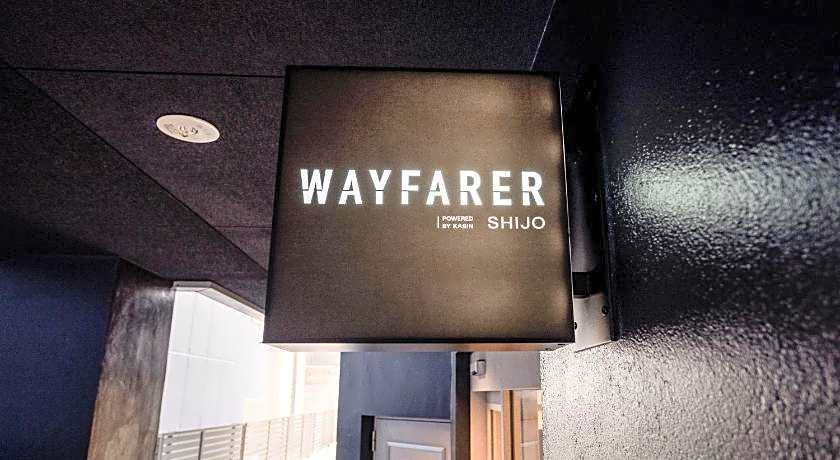 WAYFARER
POWERED
BY KASIN
SHIJO